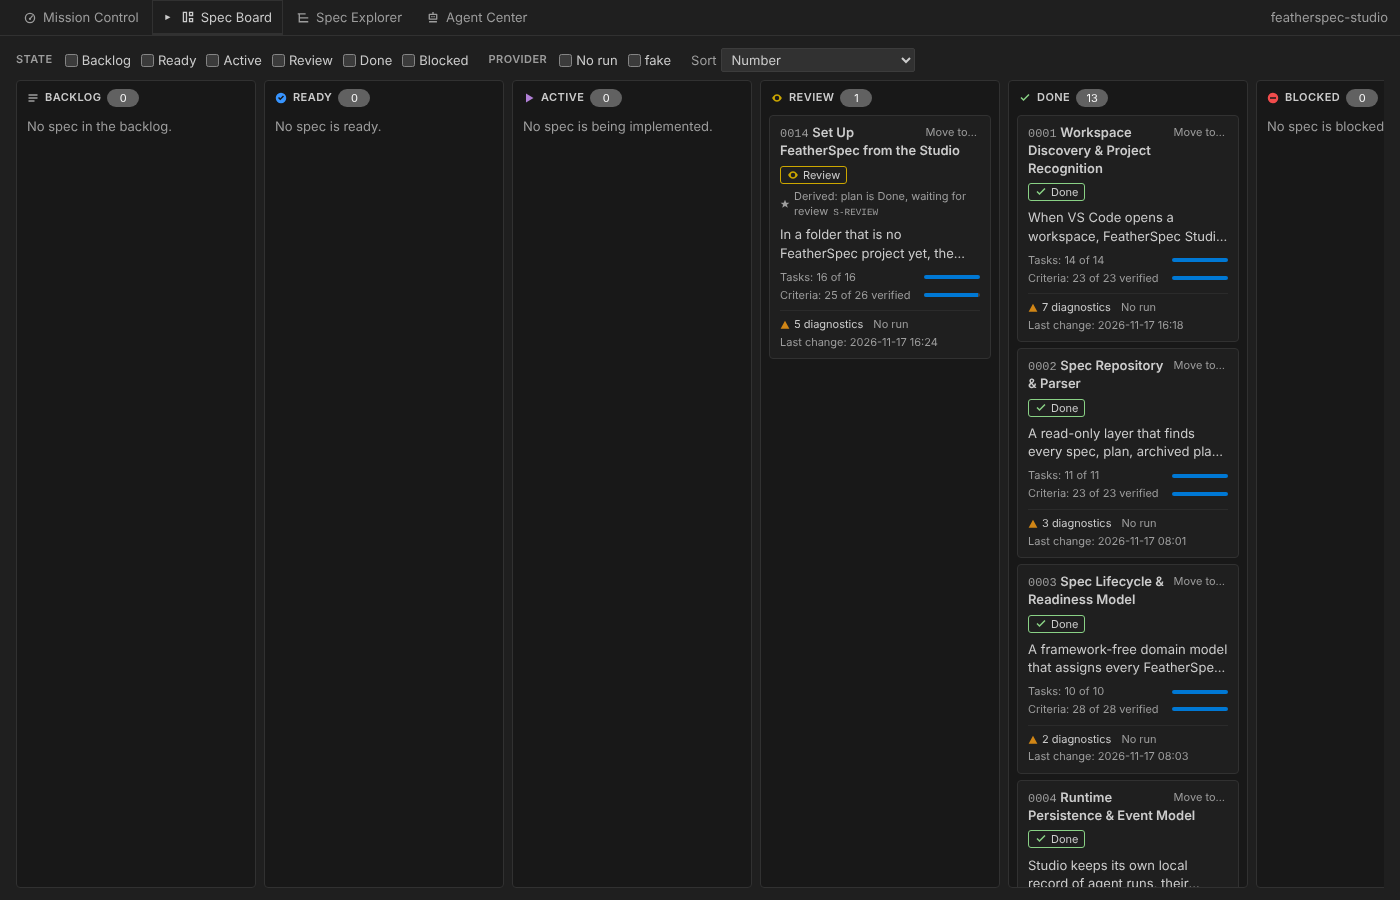 Mission Control
Spec Board
Spec Explorer
Agent Center
featherspec-studio
STATE Backlog Ready Active Review Done Blocked PROVIDER No run fake Sort Number
BACKLOG 0
No spec in the backlog.
READY 0
No spec is ready.
ACTIVE 0
No spec is being implemented.
REVIEW 1
0014 Set Up Move to...
FeatherSpec from the Studio
Review
Derived: plan is Done, waiting for
review S-REVIEW
In a folder that is no
FeatherSpec project yet, the...
Tasks: 16 of 16
Criteria: 25 of 26 verified
5 diagnostics No run
Last change: 2026-11-17 16:24
DONE 13
0001 Workspace Move to...
Discovery & Project
Recognition
Done
When VS Code opens a
workspace, FeatherSpec Studi...
Tasks: 14 of 14
Criteria: 23 of 23 verified
7 diagnostics No run
Last change: 2026-11-17 16:18
0002 Spec Repository Move to...
& Parser
Done
A read-only layer that finds
every spec, plan, archived pla...
Tasks: 11 of 11
Criteria: 23 of 23 verified
3 diagnostics No run
Last change: 2026-11-17 08:01
0003 Spec Lifecycle & Move to...
Readiness Model
Done
A framework-free domain model
that assigns every FeatherSpe...
Tasks: 10 of 10
Criteria: 28 of 28 verified
2 diagnostics No run
Last change: 2026-11-17 08:03
0004 Runtime Move to...
Persistence & Event Model
Done
Studio keeps its own local
record of agent runs, their...
BLOCKED 0
No spec is blocked